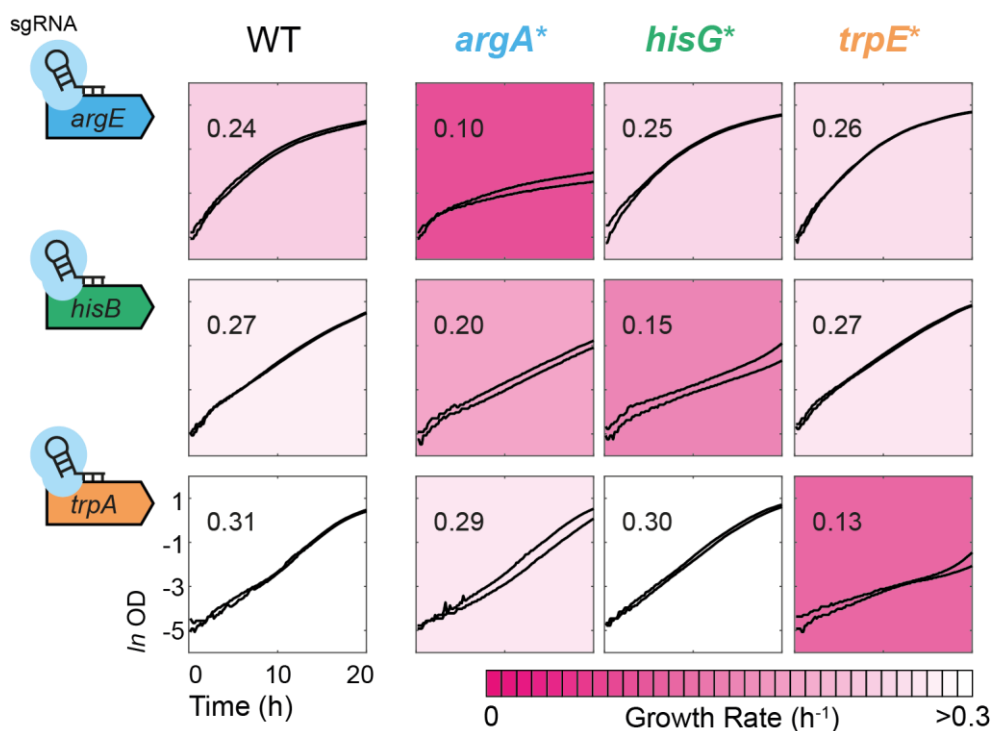 sgRNA
WT argA* hisG* trpE*
argE
0.24 0.10 0.25 0.26
hisB
0.27 0.20 0.15 0.27
trpA
0.31 0.29 0.30 0.13
1
-1
-3
-5
ln OD
0 10 20
Time (h)
0 Growth Rate (h⁻¹) >0.3